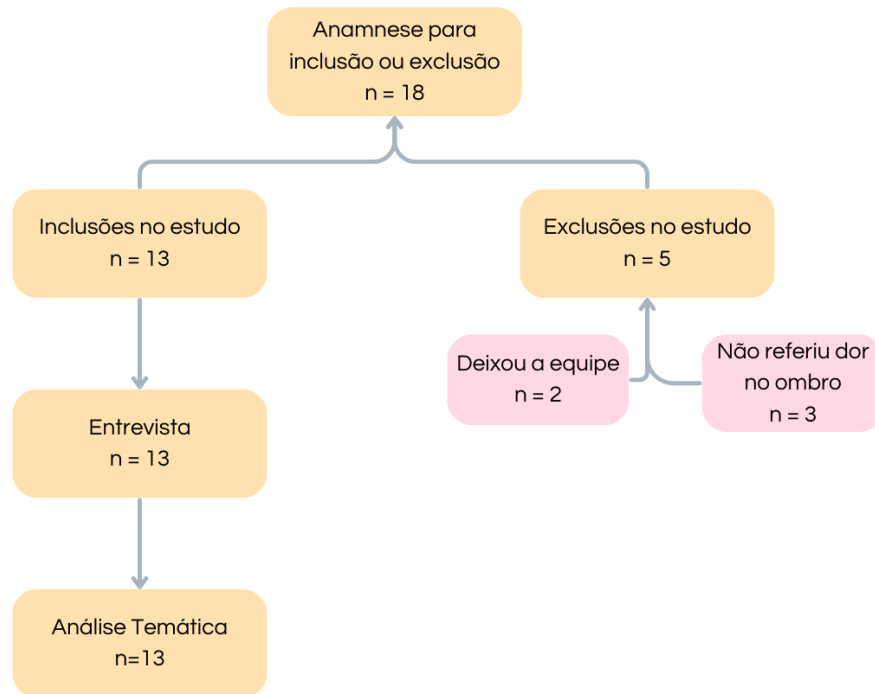 Anamnese para
inclusão ou exclusão
n = 18
Inclusões no estudo
n = 13
Exclusões no estudo
n = 5
Deixou a equipe
n = 2
Não referiu dor
no ombro
n = 3
Entrevista
n = 13
Análise Temática
n=13